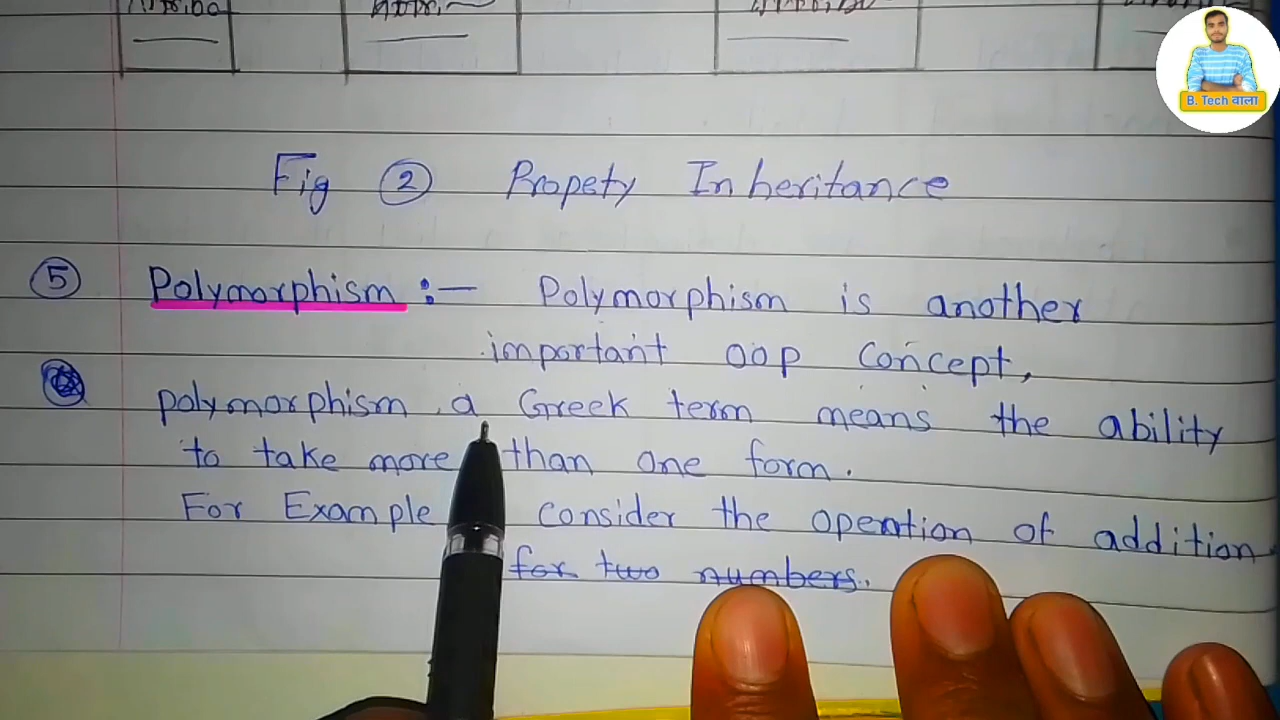 B. Tech वाला
Fig ② Propety Inheritance
⑤ Polymorphism :- Polymorphism is another
important OOP Concept,
polymorphism , a Greek term means the ability
to take more than one form.
For Example consider the operation of addition
for two numbers.